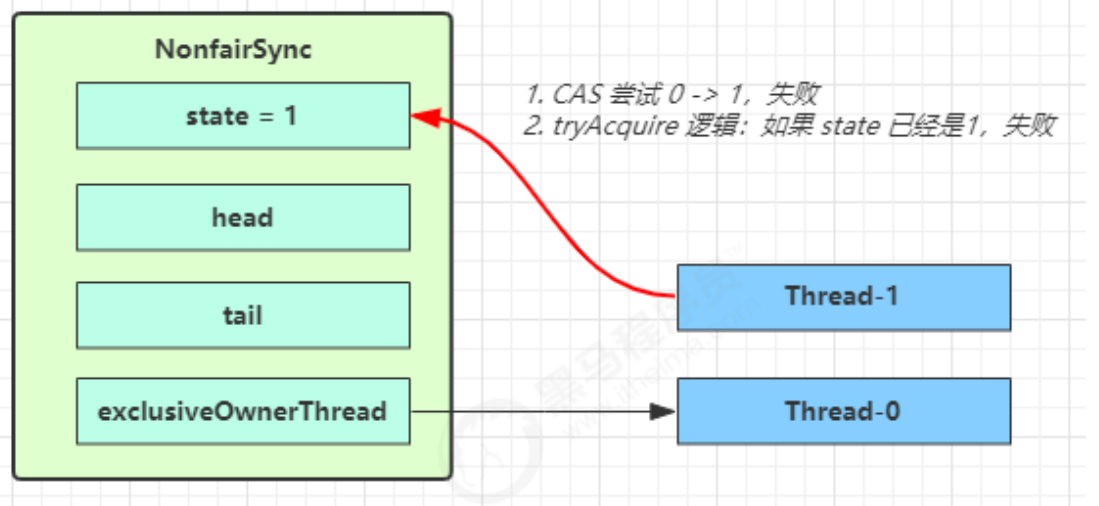 NonfairSync
state = 1
head
tail
exclusiveOwnerThread
1. CAS 尝试 0 -> 1，失败
2. tryAcquire 逻辑：如果 state 已经是1，失败
Thread-1
Thread-0
黑马程序员
www.itheima.com